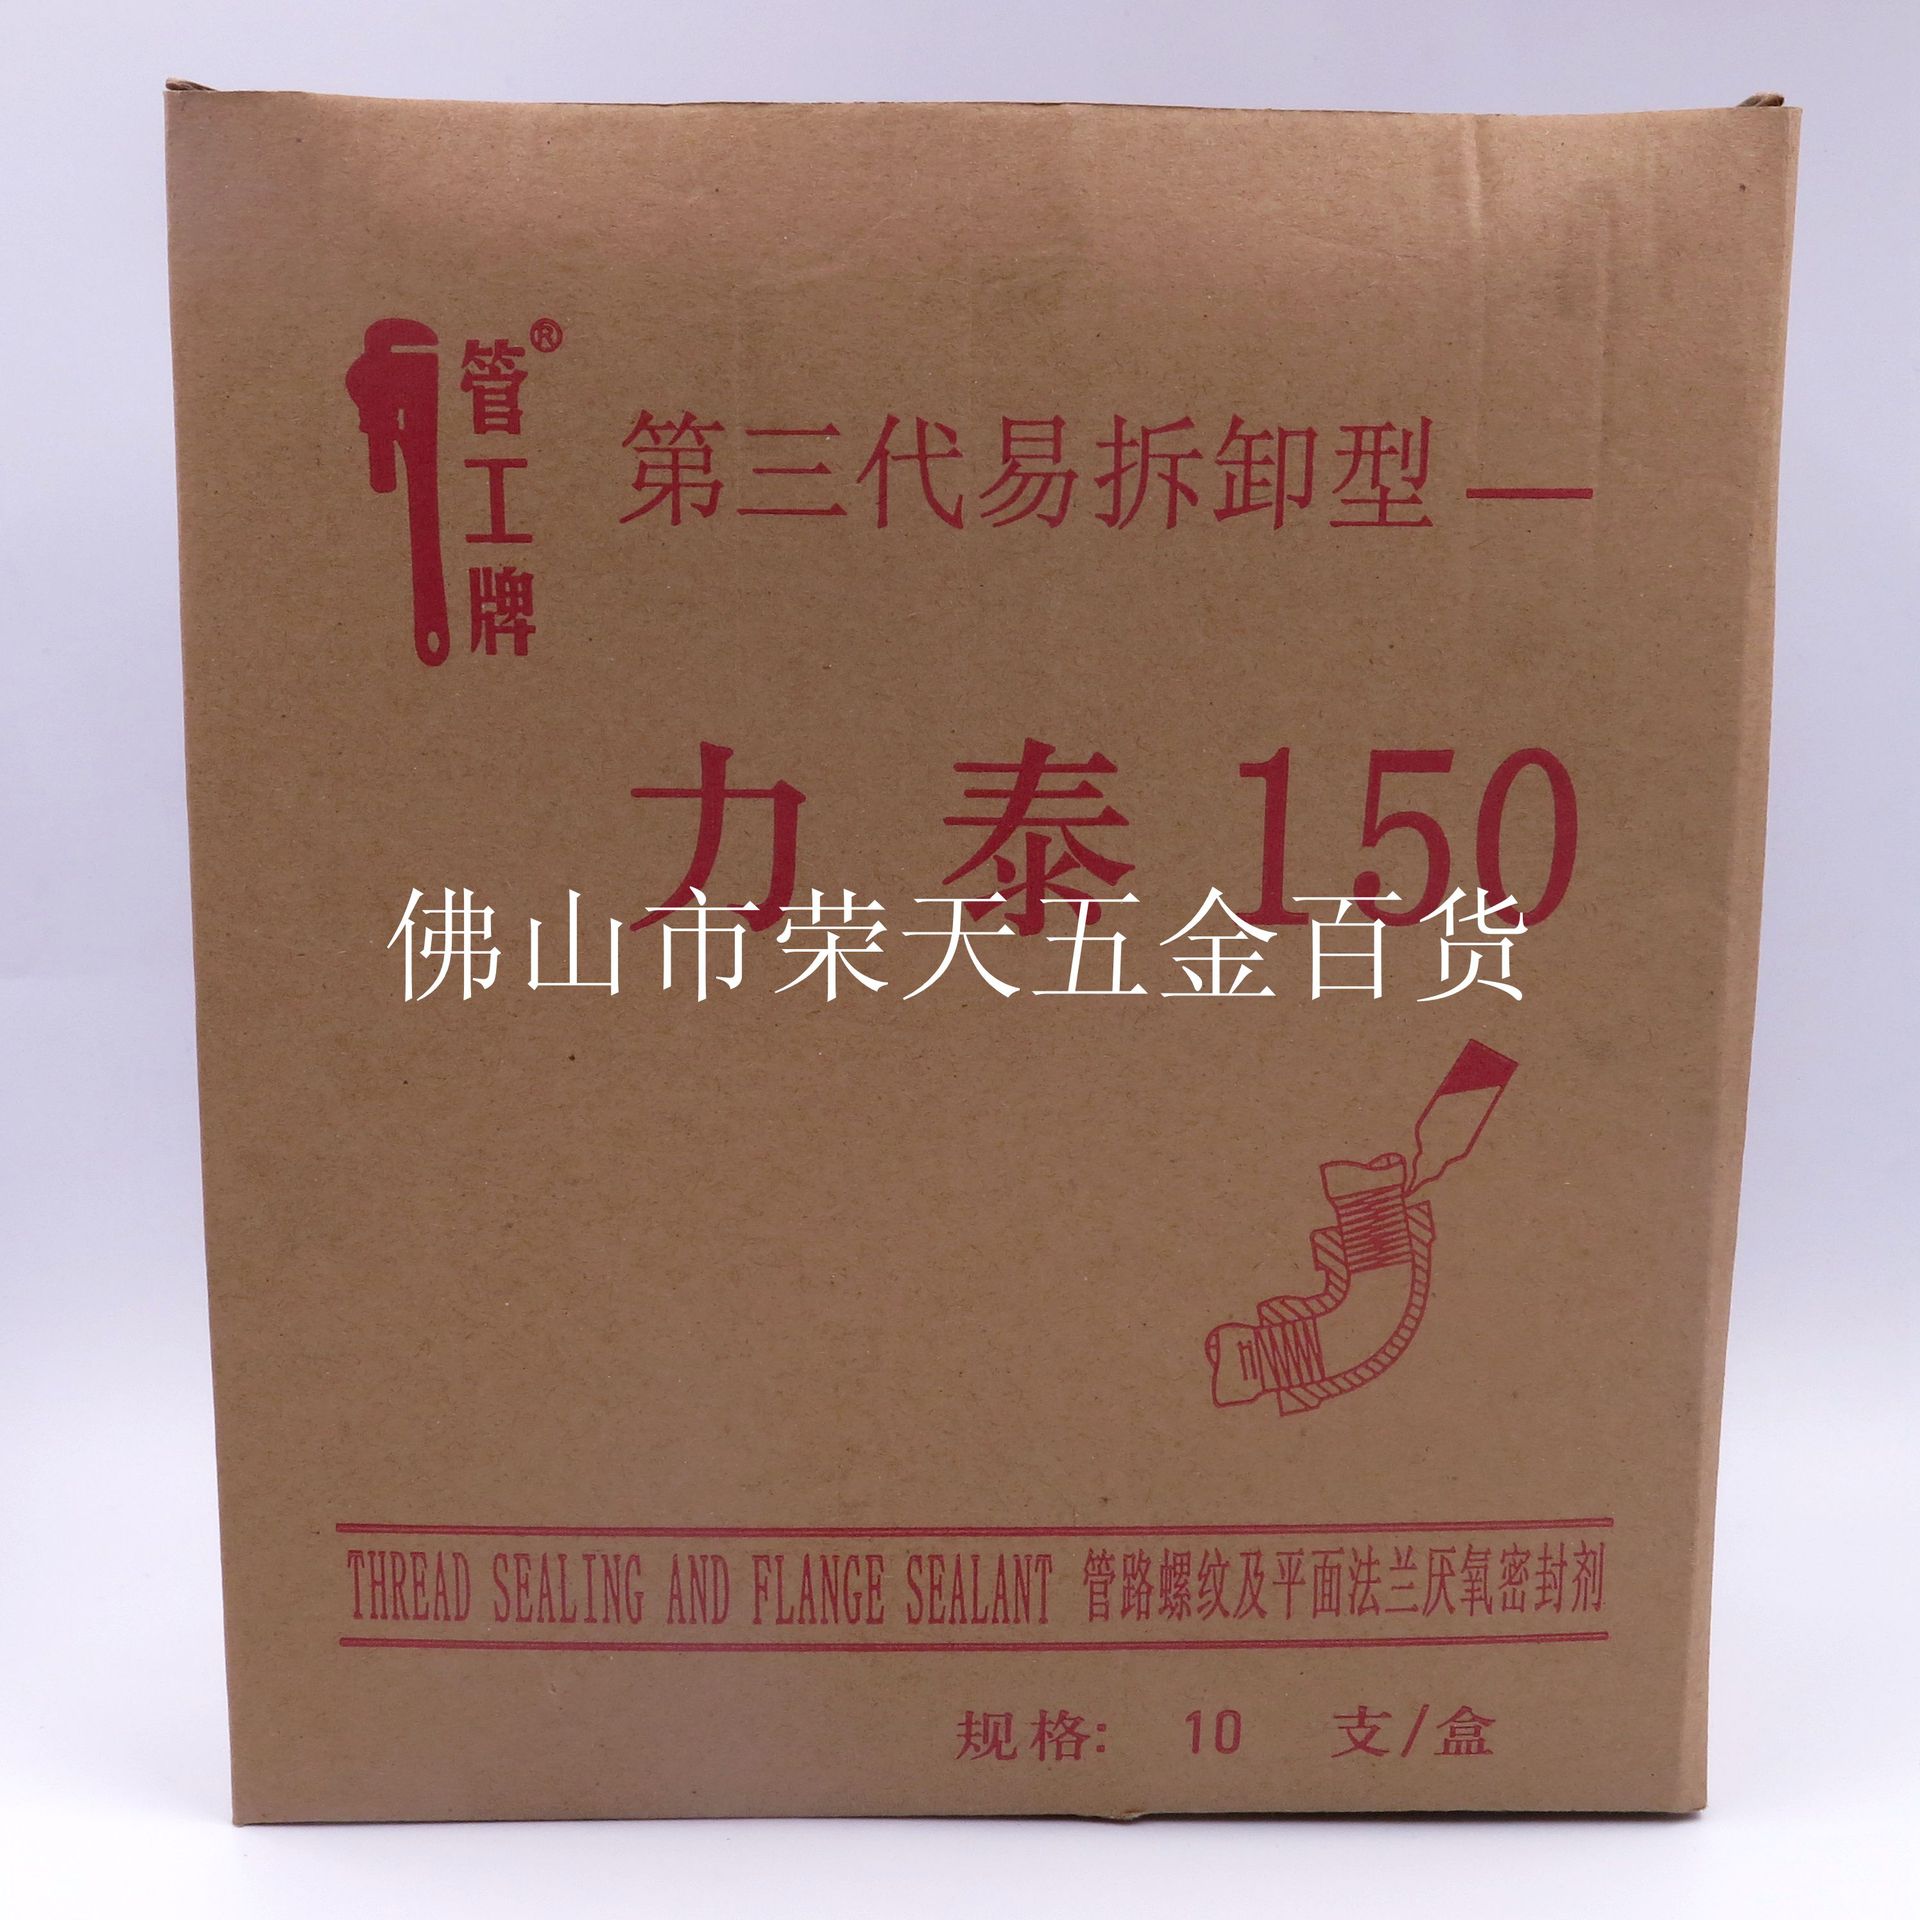 管工牌®
第三代易拆卸型—
力泰150
佛山市荣天五金百货
THREAD SEALING AND FLANGE SEALANT 管路螺纹及平面法兰厌氧密封剂
规格: 10 支/盒